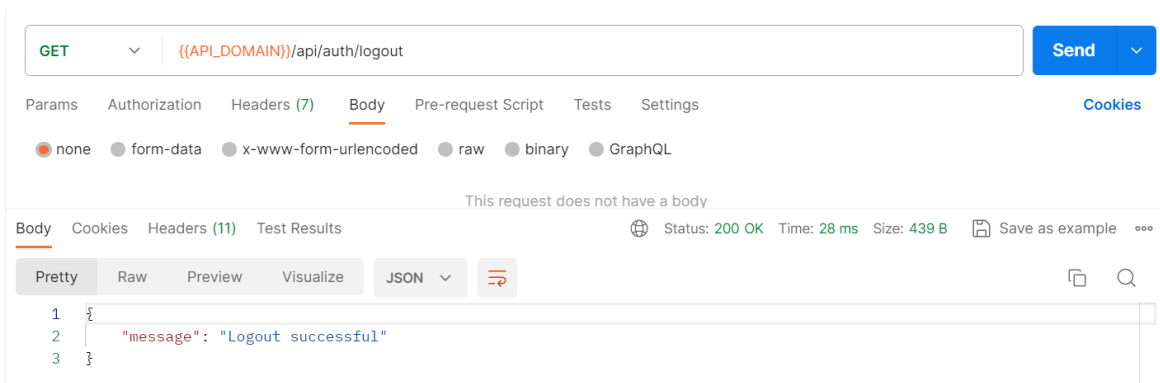 GET {{API_DOMAIN}}/api/auth/logout Send
Params Authorization Headers (7) Body Pre-request Script Tests Settings Cookies
none form-data x-www-form-urlencoded raw binary GraphQL
This request does not have a body
Body Cookies Headers (11) Test Results Status: 200 OK Time: 28 ms Size: 439 B Save as example
Pretty Raw Preview Visualize JSON
1 {
2 "message": "Logout successful"
3 }